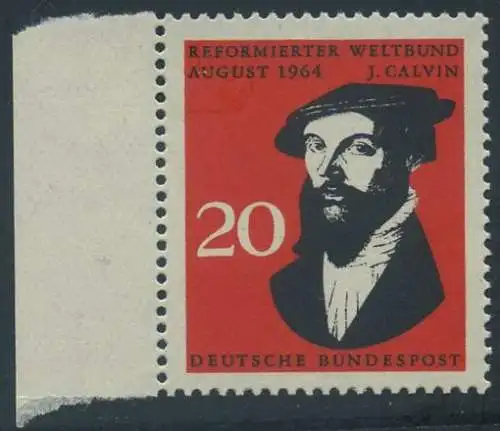 REFORMIERTER WELTBUND
AUGUST 1964 J. CALVIN
20
DEUTSCHE BUNDESPOST